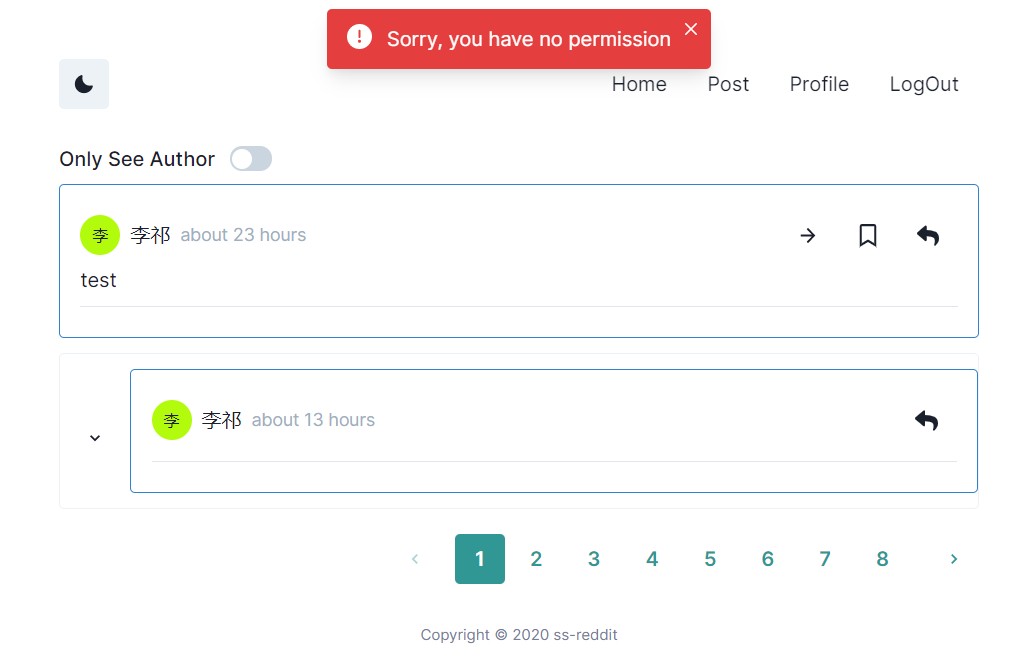 Sorry, you have no permission
Home Post Profile LogOut
Only See Author
李 李祁 about 23 hours
test
李 李祁 about 13 hours
1 2 3 4 5 6 7 8
Copyright © 2020 ss-reddit